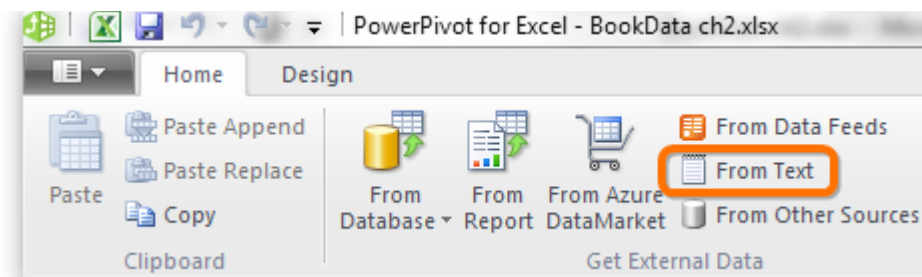 PowerPivot for Excel - BookData ch2.xlsx
Home Design
Paste
Paste Append
Paste Replace
Copy
Clipboard
From Database
From Report
From Azure DataMarket
From Data Feeds
From Text
From Other Sources
Get External Data